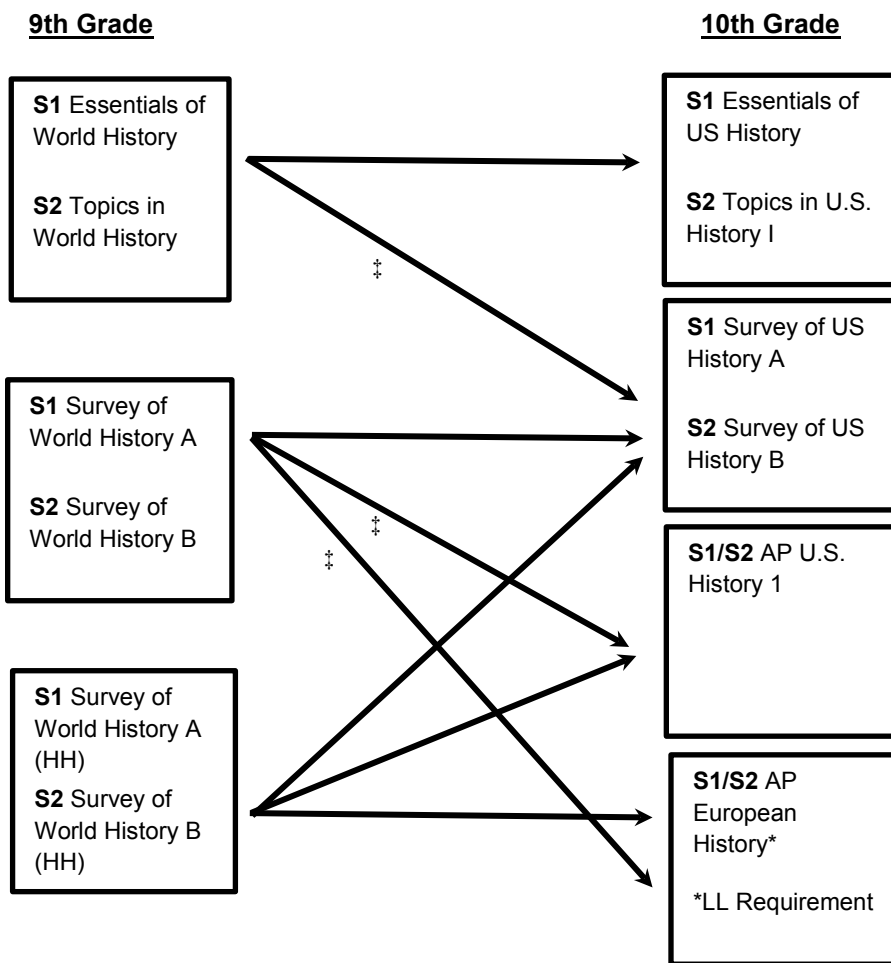 9th Grade
S1 Essentials of
World History
S2 Topics in
World History
S1 Survey of
World History A
S2 Survey of
World History B
S1 Survey of
World History A
(HH)
S2 Survey of
World History B
(HH)
‡
‡
‡
10th Grade
S1 Essentials of
US History
S2 Topics in U.S.
History I
S1 Survey of US
History A
S2 Survey of US
History B
S1/S2 AP U.S.
History 1
S1/S2 AP
European
History*
*LL Requirement